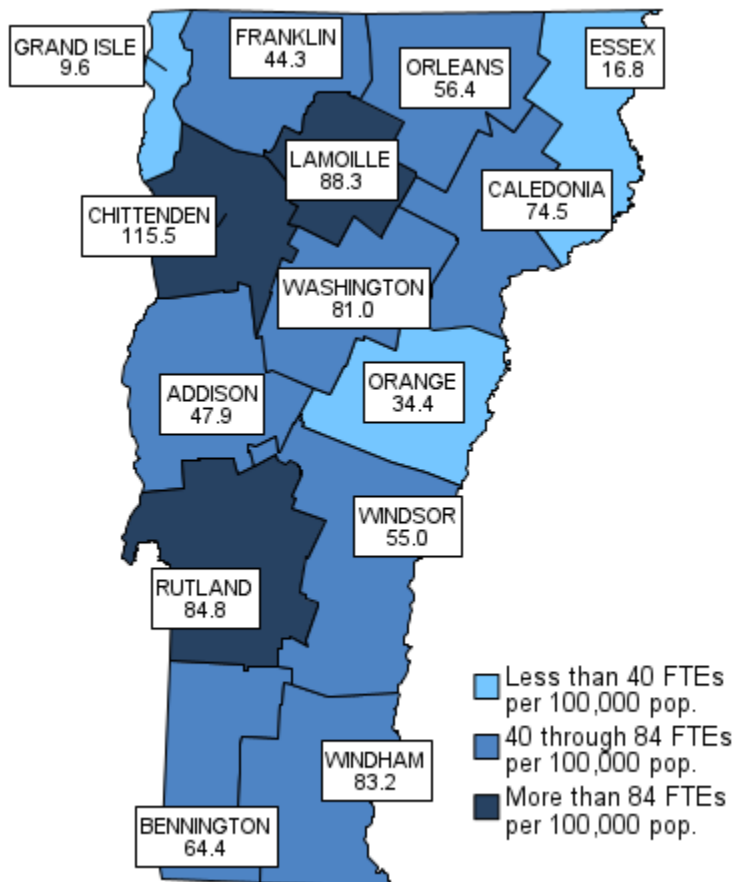 GRAND ISLE
9.6
FRANKLIN
44.3
ORLEANS
56.4
ESSEX
16.8
LAMOILLE
88.3
CALEDONIA
74.5
CHITTENDEN
115.5
WASHINGTON
81.0
ADDISON
47.9
ORANGE
34.4
WINDSOR
55.0
RUTLAND
84.8
WINDHAM
83.2
BENNINGTON
64.4
Less than 40 FTEs
per 100,000 pop.
40 through 84 FTEs
per 100,000 pop.
More than 84 FTEs
per 100,000 pop.